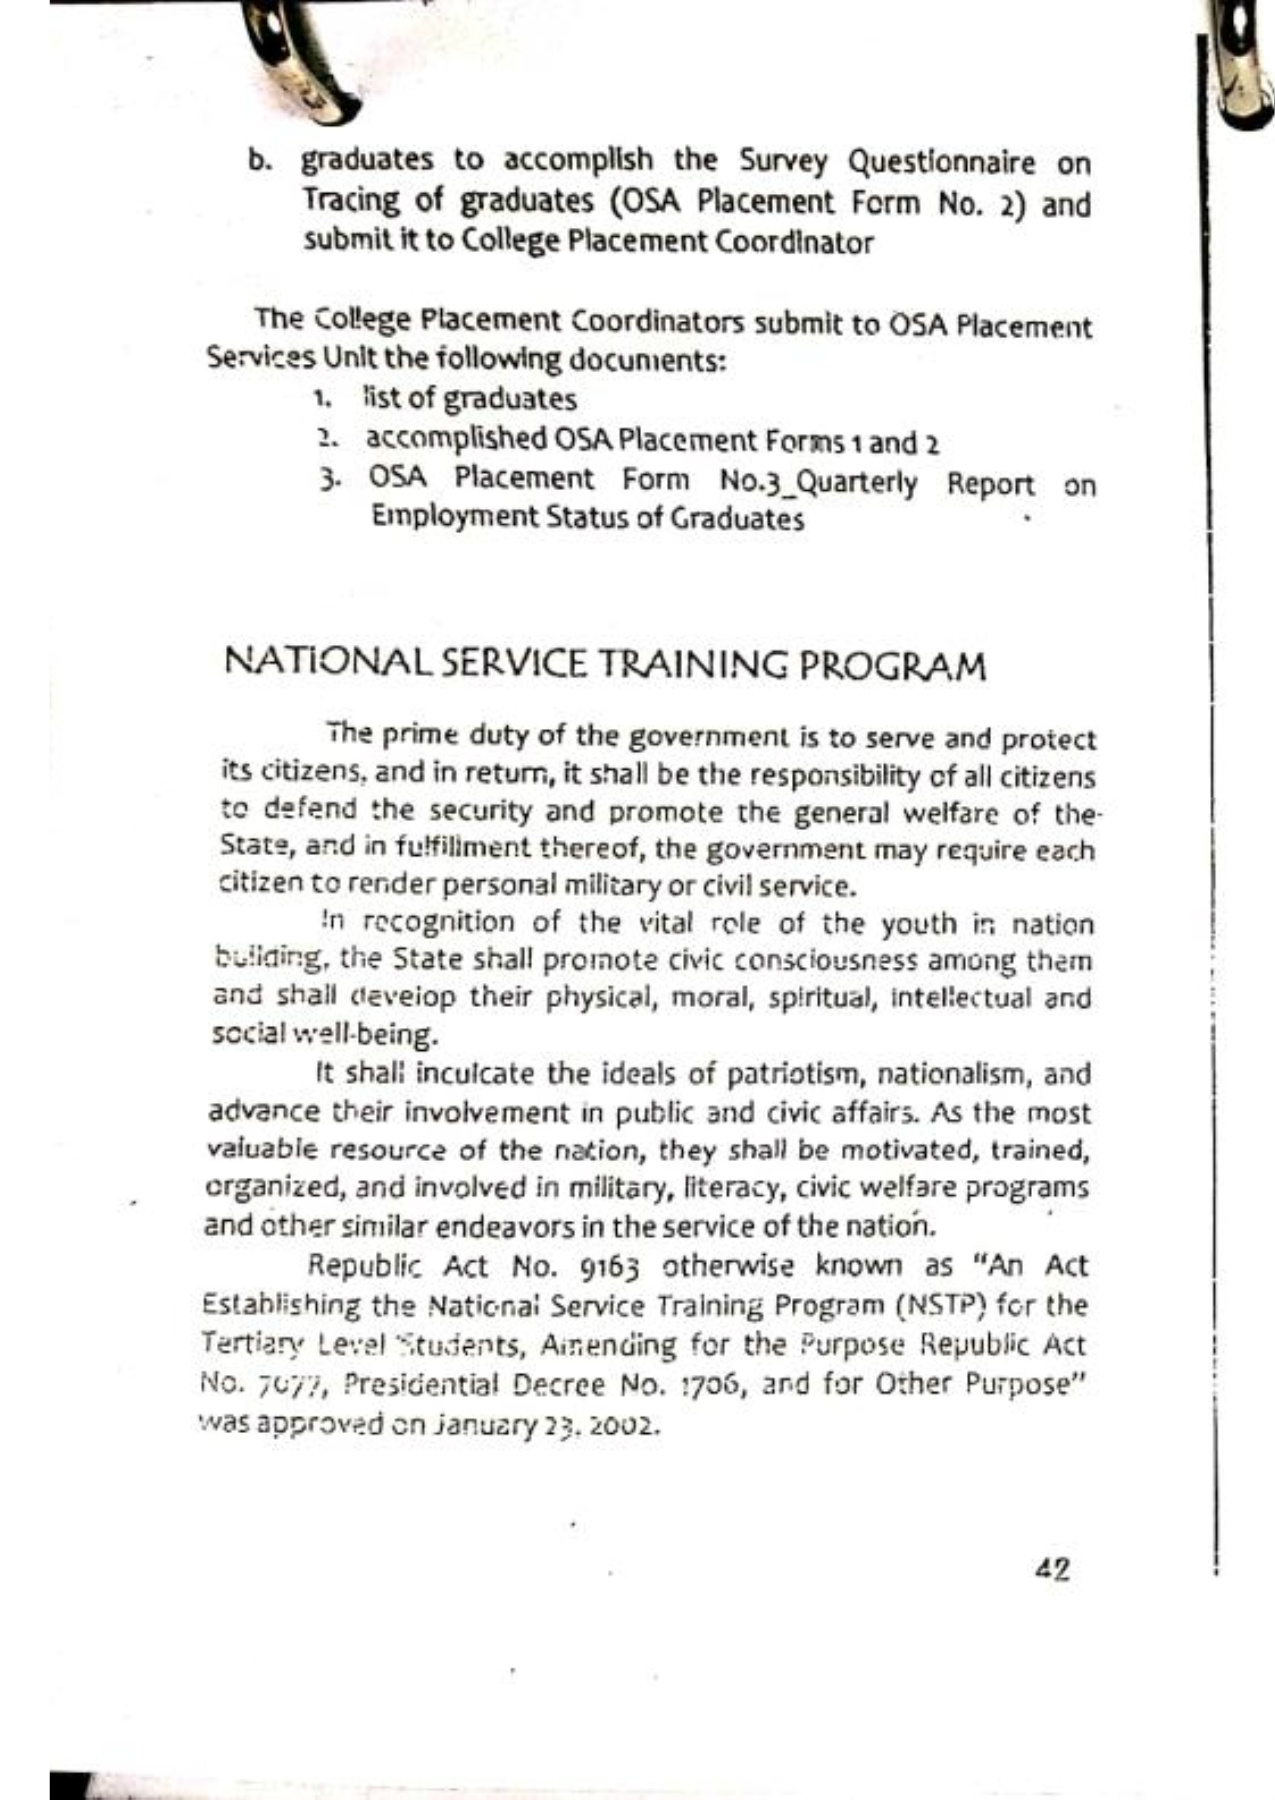 b. graduates to accomplish the Survey Questionnaire on
Tracing of graduates (OSA Placement Form No. 2) and
submit it to College Placement Coordinator
The College Placement Coordinators submit to OSA Placement
Services Unit the following documents:
1. list of graduates
2. accomplished OSA Placement Forms 1 and 2
3. OSA Placement Form No.3_Quarterly Report on
Employment Status of Graduates
NATIONAL SERVICE TRAINING PROGRAM
The prime duty of the government is to serve and protect
its citizens, and in return, it shall be the responsibility of all citizens
to defend the security and promote the general welfare of the
State, and in fulfillment thereof, the government may require each
citizen to render personal military or civil service.
In recognition of the vital role of the youth in nation
building, the State shall promote civic consciousness among them
and shall develop their physical, moral, spiritual, intellectual and
social well-being.
It shall inculcate the ideals of patriotism, nationalism, and
advance their involvement in public and civic affairs. As the most
valuable resource of the nation, they shall be motivated, trained,
organized, and involved in military, literacy, civic welfare programs
and other similar endeavors in the service of the nation.
Republic Act No. 9163 otherwise known as "An Act
Establishing the National Service Training Program (NSTP) for the
Tertiary Level Students, Amending for the Purpose Republic Act
No. 7077, Presidential Decree No. 1706, and for Other Purpose"
was approved on January 23, 2002.
42